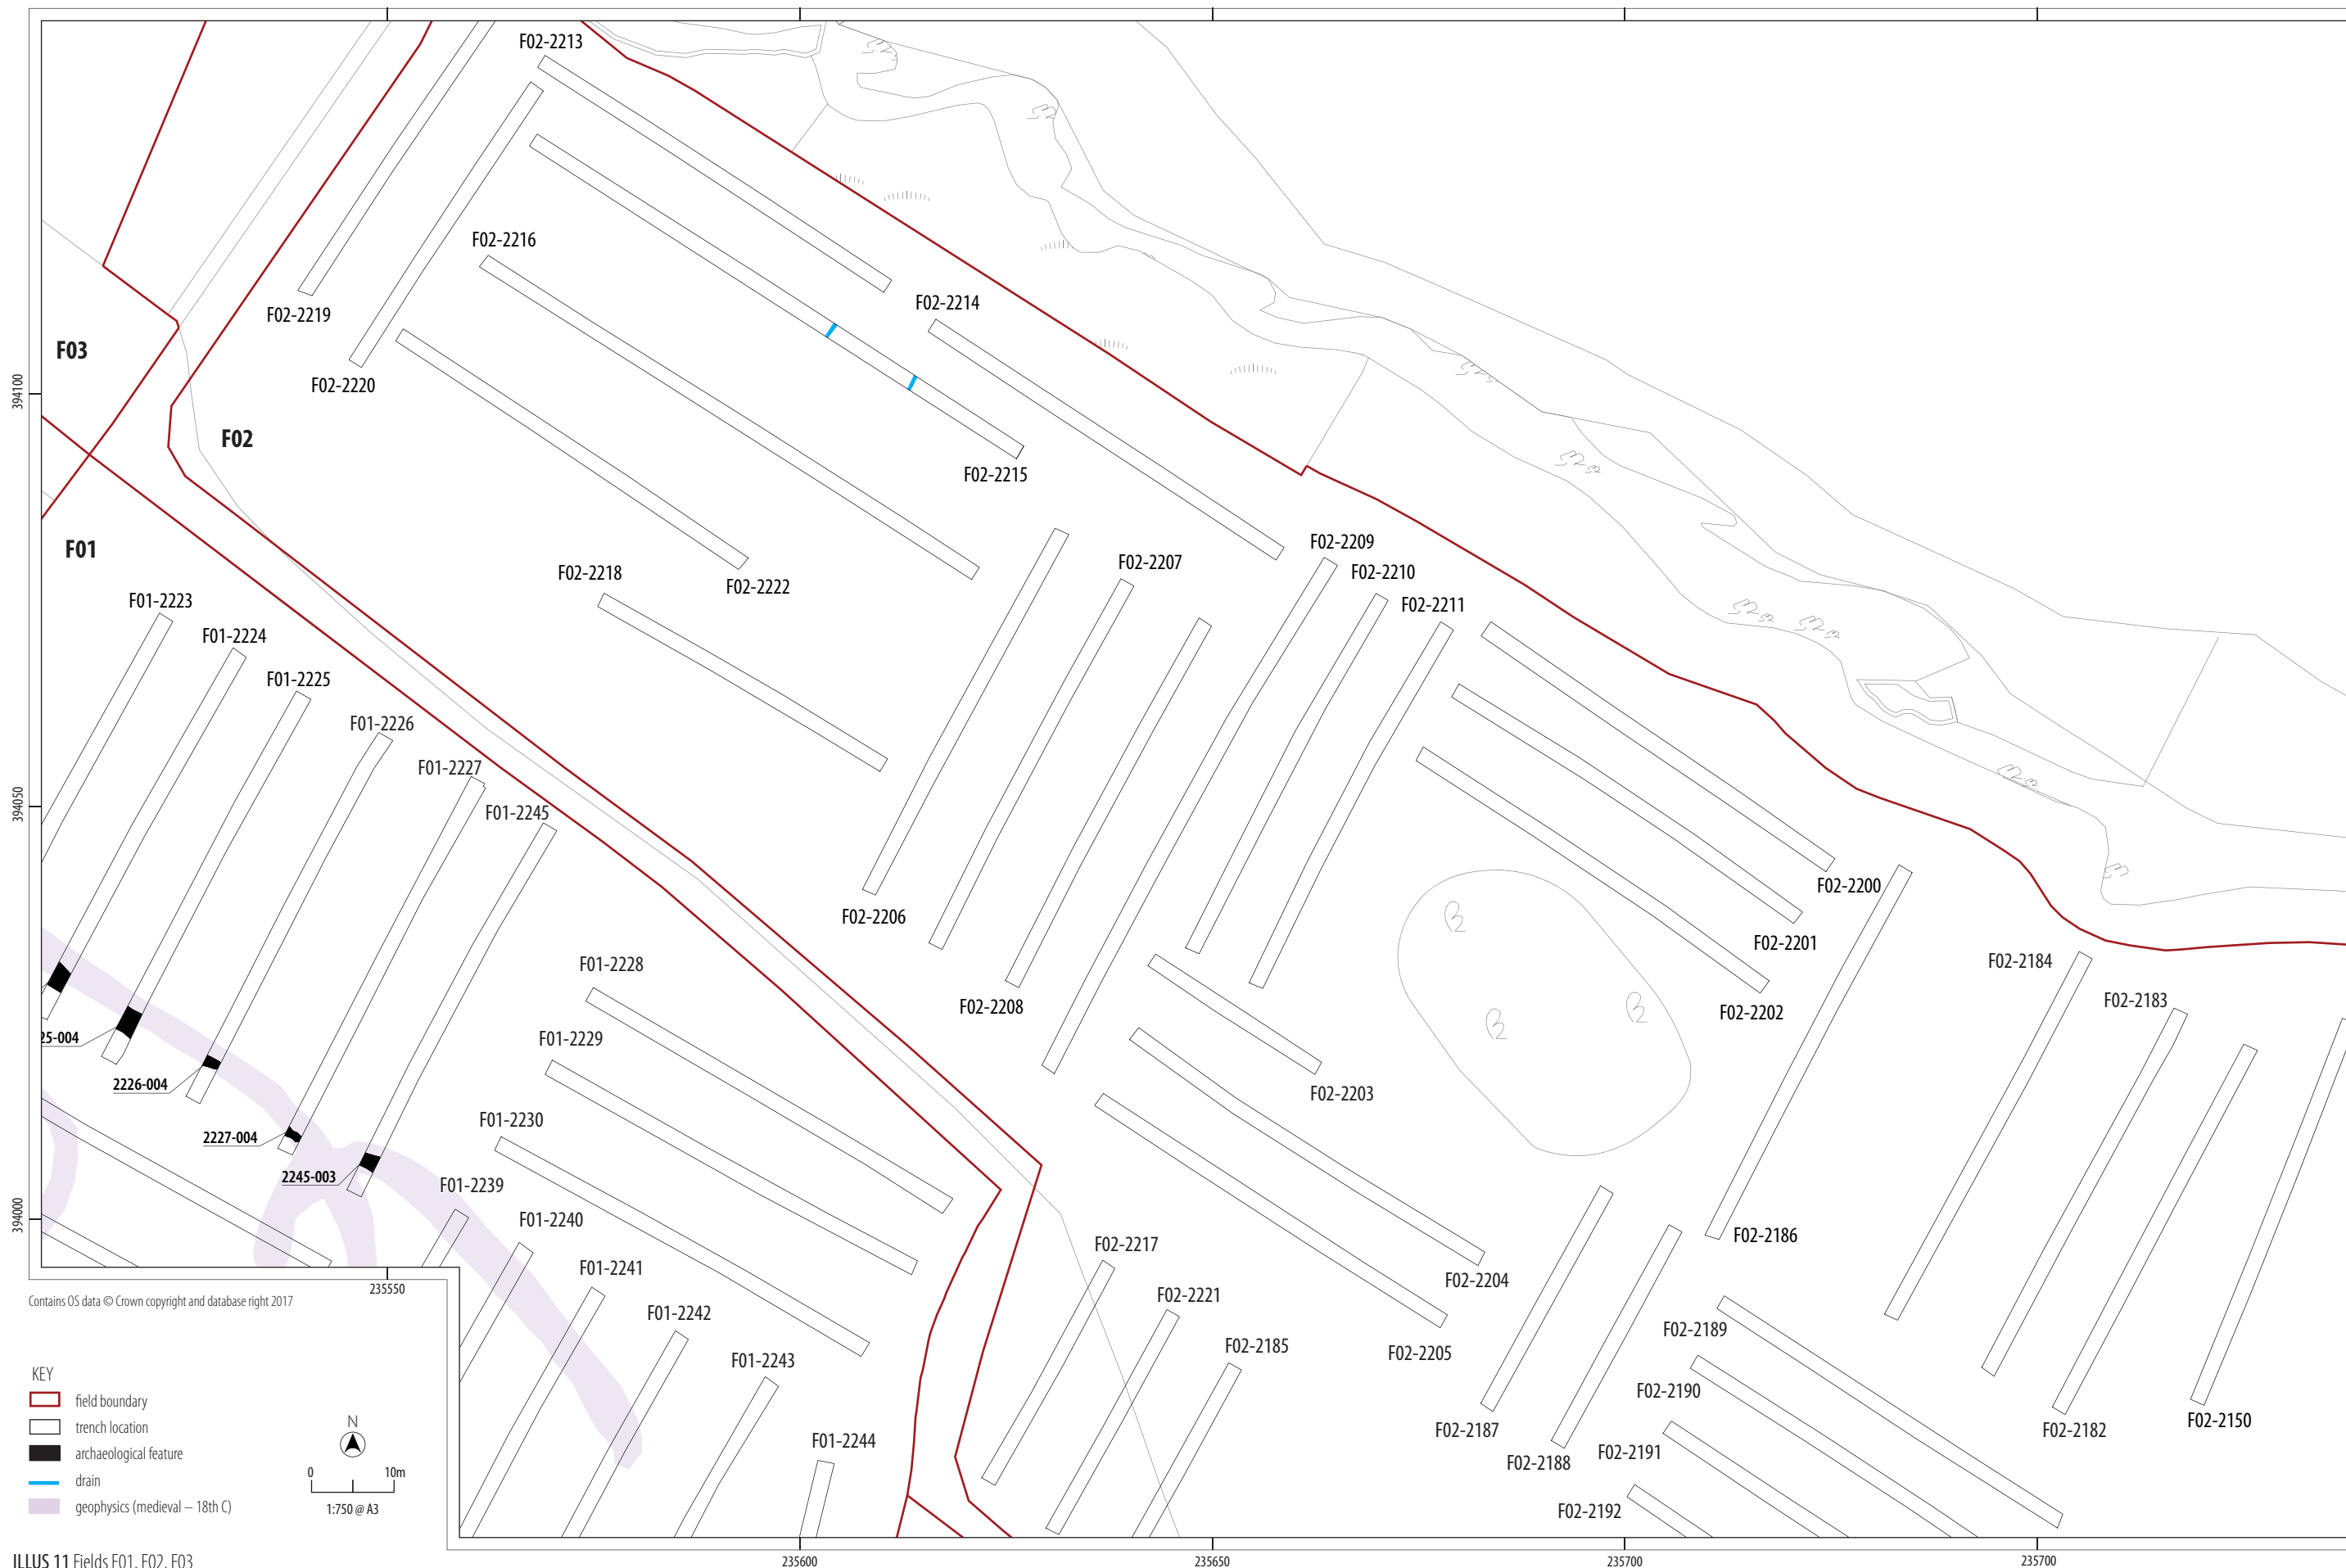 F02-2213
F02-2216
F02-2219
F02-2214
F03
F02-2220
394100
F02
F02-2215
F01
F02-2209
F02-2207
F02-2210
F02-2218
F02-2222
F01-2223
F02-2211
F01-2224
F01-2225
F01-2226
F01-2227
394050
F01-2245
F02-2200
F02-2206
F02-2201
F02-2184
F01-2228
F02-2183
F02-2208
F02-2202
25-004
F01-2229
2226-004
F02-2203
F01-2230
2227-004
2245-003
F01-2239
394000
F01-2240
F02-2186
F02-2217
F01-2241
F02-2204
235550
F02-2221
Contains OS data © Crown copyright and database right 2017
F01-2242
F02-2189
F02-2185
F02-2205
F01-2243
KEY
F02-2190
field boundary
F02-2150
trench location
N
F02-2187
F02-2182
F01-2244
archaeological feature
F02-2191
F02-2188
0 10m
drain
geophysics (medieval – 18th C)
1:750 @ A3
F02-2192
ILLUS 11 Fields F01, F02, F03
235600
235650
235700
235700